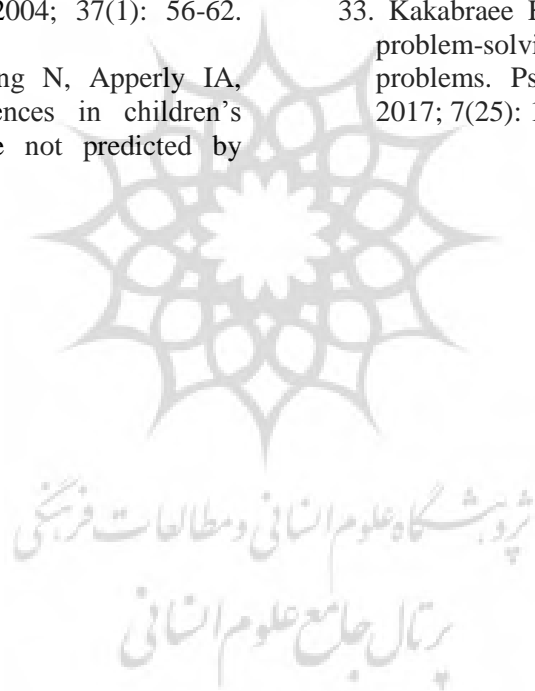 2004; 37(1): 56-62.
ng N, Apperly IA,
ences in children's
e not predicted by
33. Kakabraee
problem-solvi
problems. Ps
2017; 7(25): 1
پژوهشگاه علوم انسانی و مطالعات فرهنگی
پرتال جامع علوم انسانی